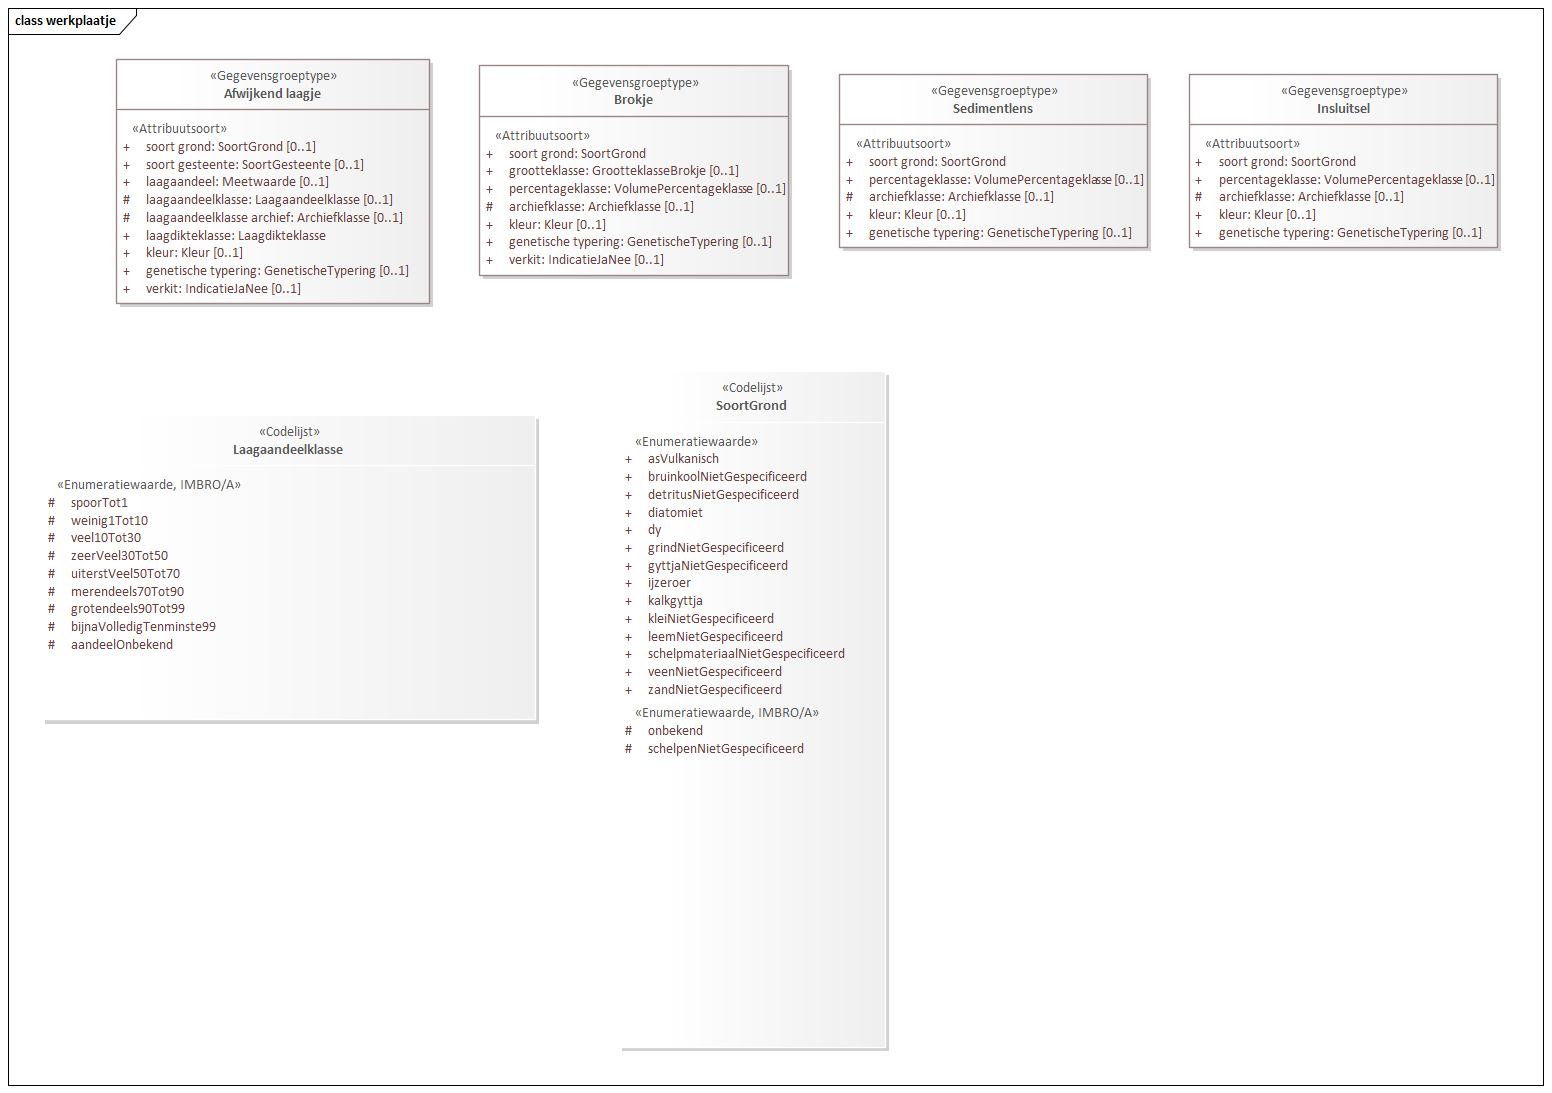 class werkplaatje
«Gegevensgroeptype»
Afwijkend laagje
«Attribuutsoort»
+ soort grond: SoortGrond [0..1]
+ soort gesteente: SoortGesteente [0..1]
+ laagaandeel: Meetwaarde [0..1]
# laagaandeelklasse: Laagaandeelklasse [0..1]
# laagaandeelklasse archief: Archiefklasse [0..1]
+ laagdikteklasse: Laagdikteklasse
+ kleur: Kleur [0..1]
+ genetische typering: GenetischeTypering [0..1]
+ verkit: IndicatieJaNee [0..1]
«Gegevensgroeptype»
Brokje
«Attribuutsoort»
+ soort grond: SoortGrond
+ grootteklasse: GrootteklasseBrokje [0..1]
+ percentageklasse: VolumePercentageklasse [0..1]
# archiefklasse: Archiefklasse [0..1]
+ kleur: Kleur [0..1]
+ genetische typering: GenetischeTypering [0..1]
+ verkit: IndicatieJaNee [0..1]
«Gegevensgroeptype»
Sedimentlens
«Attribuutsoort»
+ soort grond: SoortGrond
+ percentageklasse: VolumePercentageklasse [0..1]
# archiefklasse: Archiefklasse [0..1]
+ kleur: Kleur [0..1]
+ genetische typering: GenetischeTypering [0..1]
«Gegevensgroeptype»
Insluitsel
«Attribuutsoort»
+ soort grond: SoortGrond
+ percentageklasse: VolumePercentageklasse [0..1]
# archiefklasse: Archiefklasse [0..1]
+ kleur: Kleur [0..1]
+ genetische typering: GenetischeTypering [0..1]
«Codelijst»
Laagaandeelklasse
«Enumeratiewaarde, IMBRO/A»
# spoorTot1
# weinig1Tot10
# veel10Tot30
# zeerVeel30Tot50
# uiterstVeel50Tot70
# merendeels70Tot90
# grotendeels90Tot99
# bijnaVolledigTenminste99
# aandeelOnbekend
«Codelijst»
SoortGrond
«Enumeratiewaarde»
+ asVulkanisch
+ bruinkoolNietGespecificeerd
+ detritusNietGespecificeerd
+ diatomiet
+ dy
+ grindNietGespecificeerd
+ gyttjaNietGespecificeerd
+ ijzeroer
+ kalkgyttja
+ kleiNietGespecificeerd
+ leemNietGespecificeerd
+ schelpmateriaalNietGespecificeerd
+ veenNietGespecificeerd
+ zandNietGespecificeerd
«Enumeratiewaarde, IMBRO/A»
# onbekend
# schelpenNietGespecificeerd